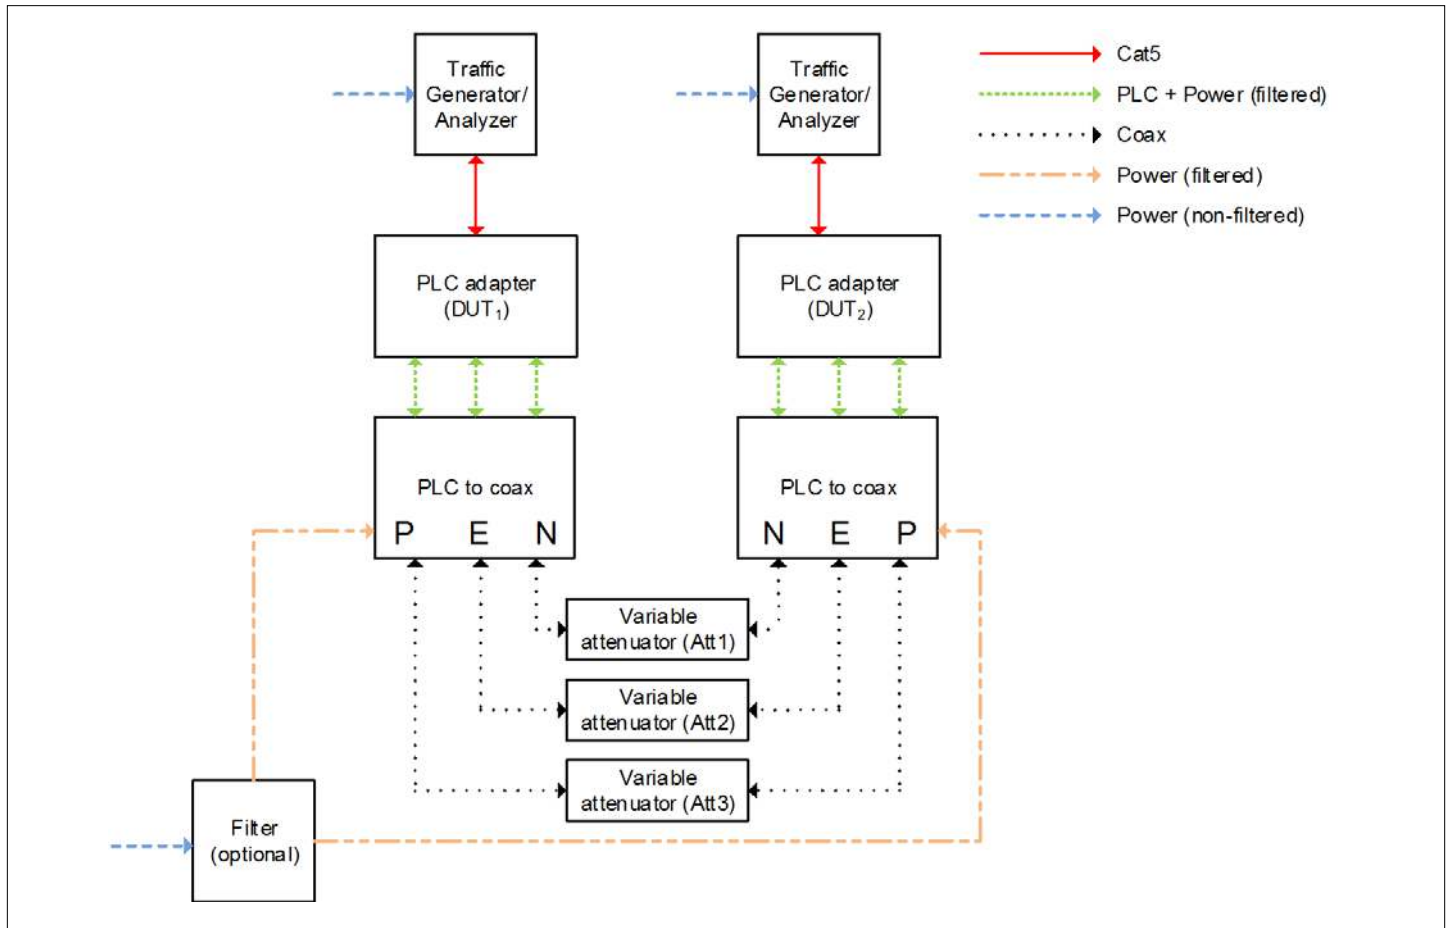 Traffic
Generator/
Analyzer
Traffic
Generator/
Analyzer
Cat5
PLC + Power (filtered)
Coax
Power (filtered)
Power (non-filtered)
PLC adapter
(DUT₁)
PLC adapter
(DUT₂)
PLC to coax
P E N
PLC to coax
N E P
Variable
attenuator (Att1)
Variable
attenuator (Att2)
Variable
attenuator (Att3)
Filter
(optional)